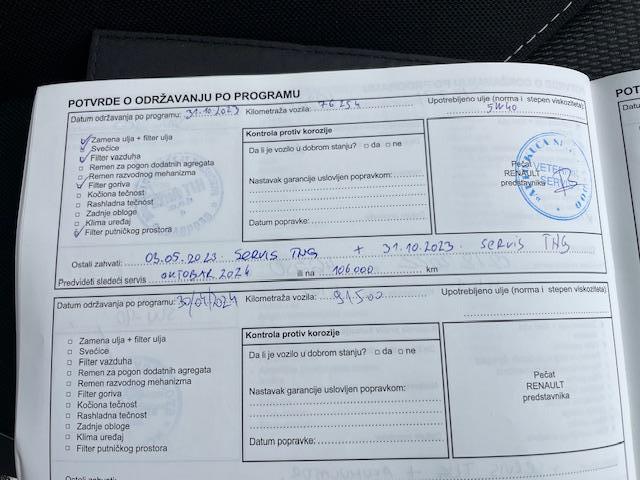 POTVRDE O ODRŽAVANJU PO PROGRAMU
Datum održavanja po programu: 31.10.2023 Kilometraža vozila: 76254 Upotrebljeno ulje (norma i stepen viskoziteta): 5W40
Zamena ulja + filter ulja
Svećice
Filter vazduha
Remen za pogon dodatnih agregata
Remen razvodnog mehanizma
Filter goriva
Kočiona tečnost
Rashladna tečnost
Zadnje obloge
Klima uređaj
Filter putničkog prostora
Kontrola protiv korozije
Da li je vozilo u dobrom stanju? □ da □ ne
Nastavak garancije uslovljen popravkom:
Datum popravke:
Pečat
RENAULT
predstavnika
Ostali zahvati: 03.05.2023. SERVIS TNG + 31.10.2023. SERVIS TNG
Predvideti sledeći servis OKTOBAR 2024 ili na 106.000 km
Datum održavanja po programu: Kilometraža vozila: 91.500 Upotrebljeno ulje (norma i stepen viskoziteta):
□ Zamena ulja + filter ulja
□ Svećice
□ Filter vazduha
□ Remen za pogon dodatnih agregata
□ Remen razvodnog mehanizma
□ Filter goriva
□ Kočiona tečnost
□ Rashladna tečnost
□ Zadnje obloge
□ Klima uređaj
□ Filter putničkog prostora
Kontrola protiv korozije
Da li je vozilo u dobrom stanju? □ da □ ne
Nastavak garancije uslovljen popravkom:
Datum popravke:
Pečat
RENAULT
predstavnika
Ostali zahvati:
POT
Datu